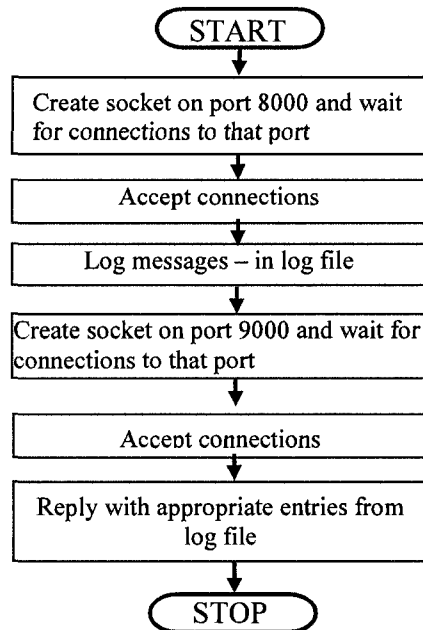 START
Create socket on port 8000 and wait
for connections to that port
Accept connections
Log messages – in log file
Create socket on port 9000 and wait for
connections to that port
Accept connections
Reply with appropriate entries from
log file
STOP